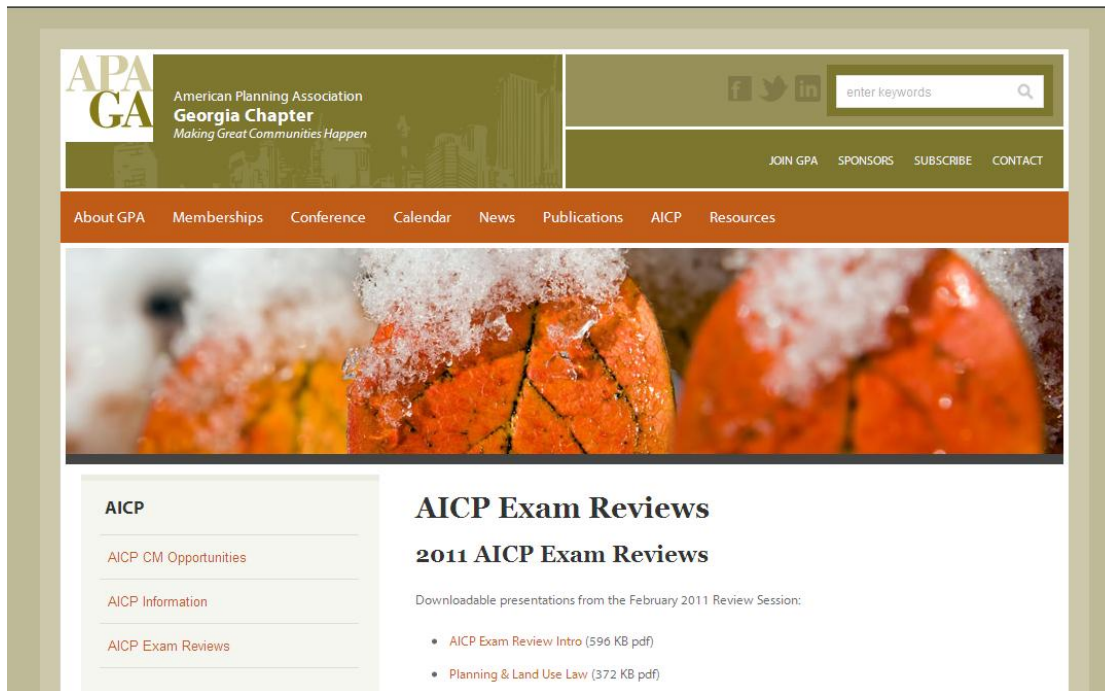 APA
GA
American Planning Association
Georgia Chapter
Making Great Communities Happen
f in
enter keywords
JOIN GPA SPONSORS SUBSCRIBE CONTACT
About GPA Memberships Conference Calendar News Publications AICP Resources
AICP
AICP CM Opportunities
AICP Information
AICP Exam Reviews
AICP Exam Reviews
2011 AICP Exam Reviews
Downloadable presentations from the February 2011 Review Session:
• AICP Exam Review Intro (596 KB pdf)
• Planning & Land Use Law (372 KB pdf)